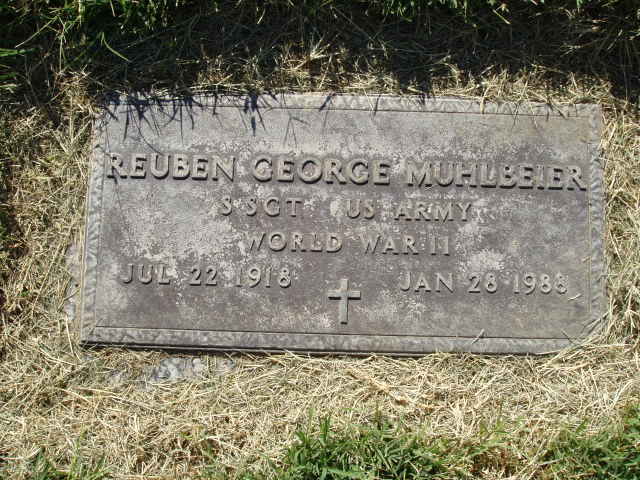 REUBEN GEORGE MUHLBEIER
S SGT US ARMY
WORLD WAR II
JUL 22 1918 JAN 28 1988